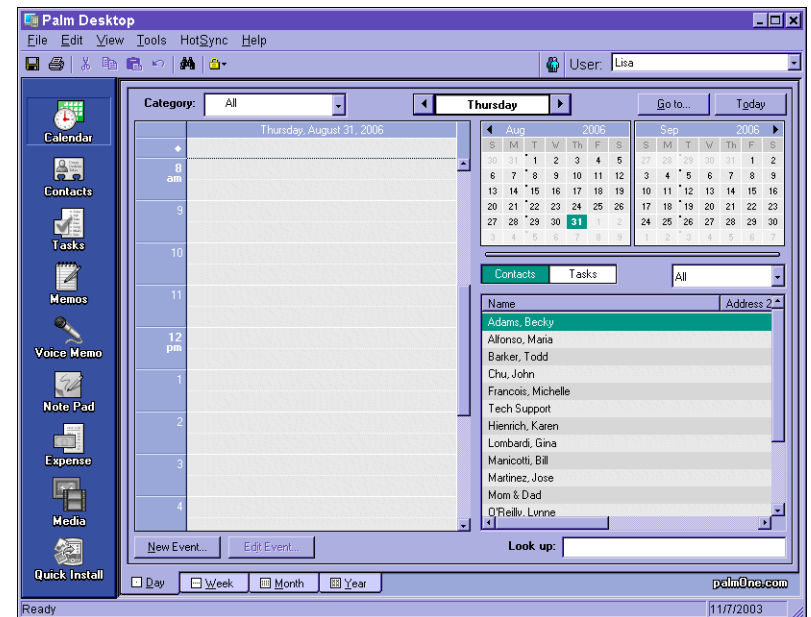 Palm Desktop
File Edit View Tools HotSync Help
User: Lisa
Calendar
Contacts
Tasks
Memos
Voice Memo
Note Pad
Expense
Media
Quick Install
Category: All
Thursday
Go to... Today
Thursday, August 31, 2006
8 am
9
10
11
12 pm
1
2
3
4
Aug 2006
S M T W Th F S
30 31 1 2 3 4 5
6 7 8 9 10 11 12
13 14 15 16 17 18 19
20 21 22 23 24 25 26
27 28 29 30 31 1 2
3 4 5 6 7 8 9
Sep 2006
S M T W Th F S
27 28 29 30 31 1 2
3 4 5 6 7 8 9
10 11 12 13 14 15 16
17 18 19 20 21 22 23
24 25 26 27 28 29 30
1 2 3 4 5 6 7
Contacts Tasks All
Name Address 2
Adams, Becky
Alfonso, Maria
Barker, Todd
Chu, John
Francois, Michelle
Tech Support
Hienrich, Karen
Lombardi, Gina
Manicotti, Bill
Martinez, Jose
Mom & Dad
O'Reilly, Lynne
New Event... Edit Event...
Look up:
Day Week Month Year
palmOne.com
Ready 11/7/2003